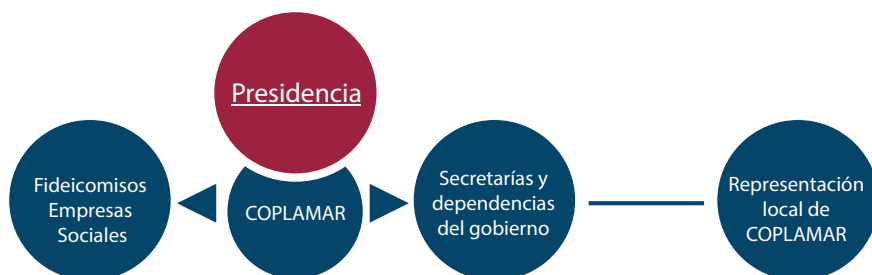 Presidencia
Fideicomisos
Empresas
Sociales
COPLAMAR
Secretarías y
dependencias
del gobierno
Representación
local de
COPLAMAR